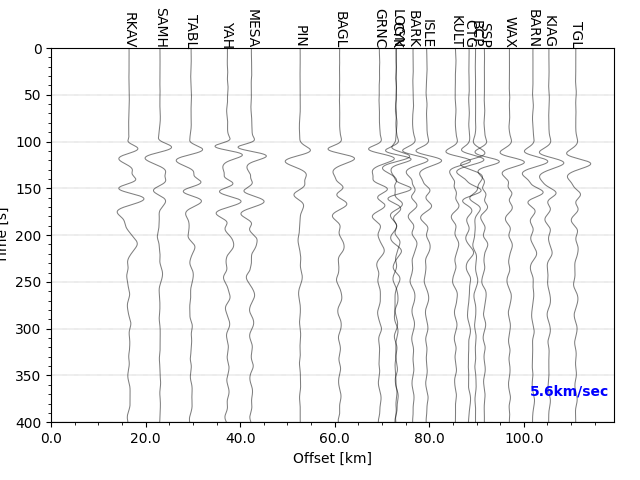 RKAV SAMH TABL YAH MESA PIN BAGL GRNC BARK ISLE KULT SSP WAX BARN KIAG TGL
0
50
100
150
200
250
300
350
400
Time [s]
5.6km/sec
0.0 20.0 40.0 60.0 80.0 100.0
Offset [km]